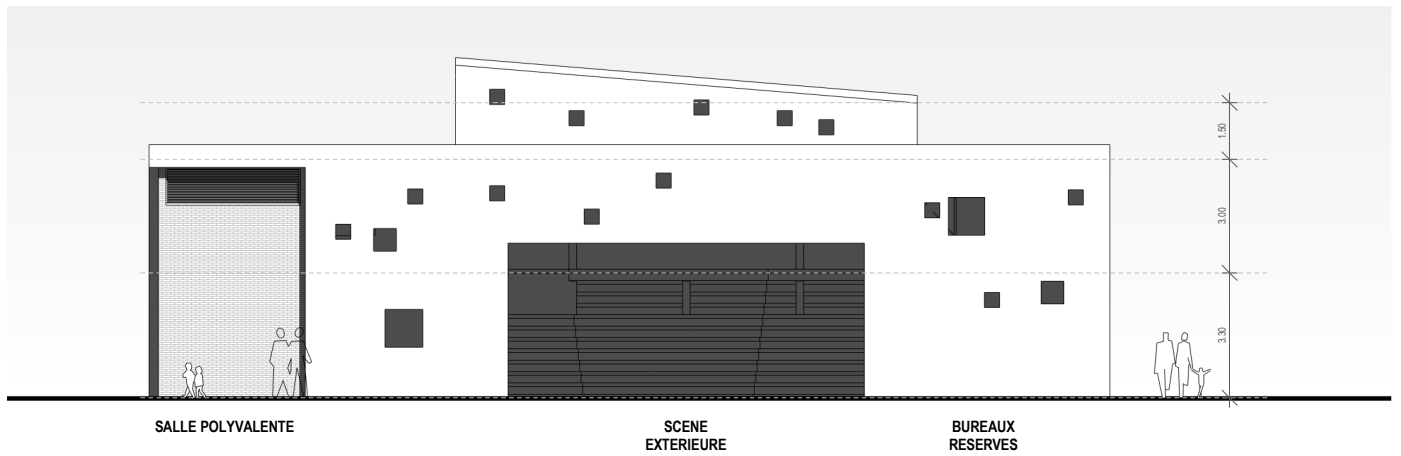 1.50
3.00
3.30
SALLE POLYVALENTE
SCENE
EXTERIEURE
BUREAUX
RESERVES